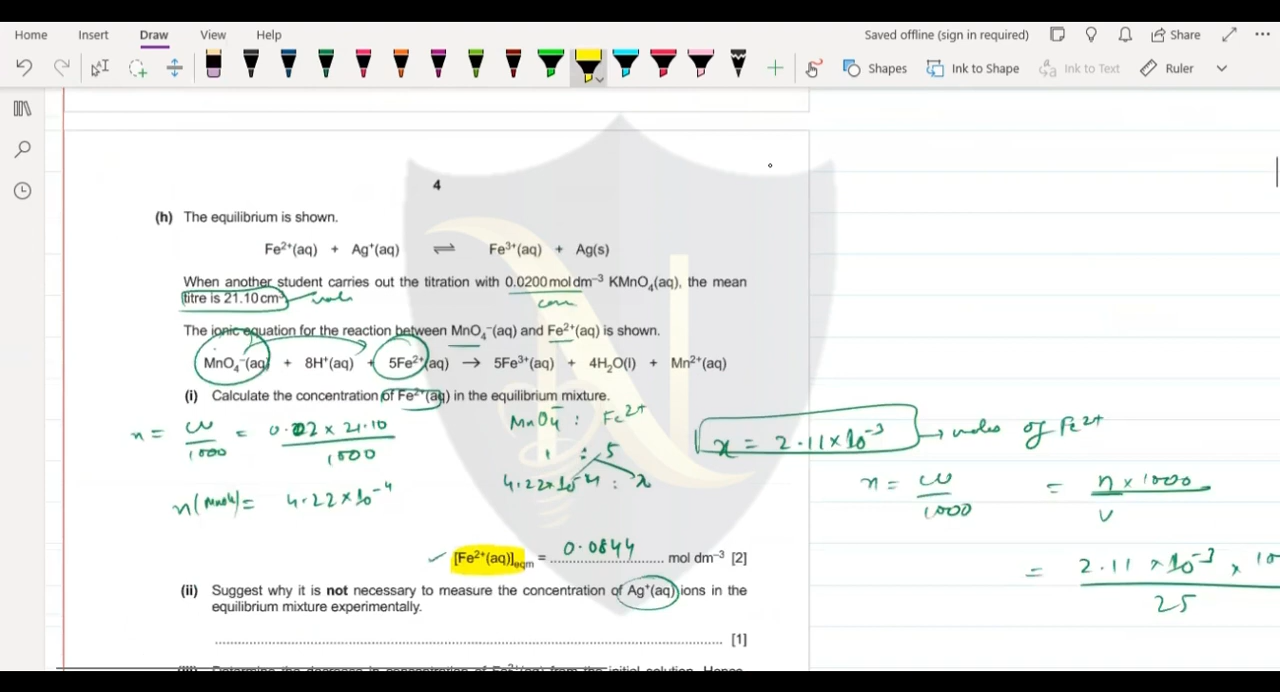 Home Insert Draw View Help Saved offline (sign in required) Share
Shapes Ink to Shape Ink to Text Ruler
4
(h) The equilibrium is shown.
Fe²⁺(aq) + Ag⁺(aq) ⇌ Fe³⁺(aq) + Ag(s)
When another student carries out the titration with 0.0200 mol dm⁻³ KMnO₄(aq), the mean
titre is 21.10 cm³
The ionic equation for the reaction between MnO₄⁻(aq) and Fe²⁺(aq) is shown.
MnO₄⁻(aq) + 8H⁺(aq) + 5Fe²⁺(aq) → 5Fe³⁺(aq) + 4H₂O(l) + Mn²⁺(aq)
(i) Calculate the concentration of Fe²⁺(aq) in the equilibrium mixture.
n = cv/1000 = 0.02 × 21.10/1000
MnO₄⁻ : Fe²⁺
1 : 5
4.22×10⁻⁴ : x
x = 2.11×10⁻³ → moles of Fe²⁺
n(MnO₄⁻) = 4.22×10⁻⁴
n = cv/1000 = n × 1000/v
[Fe²⁺(aq)]eqm = 0.0844 mol dm⁻³ [2]
= 2.11 × 10⁻³ × 10/25
(ii) Suggest why it is not necessary to measure the concentration of Ag⁺(aq) ions in the
equilibrium mixture experimentally.
[1]